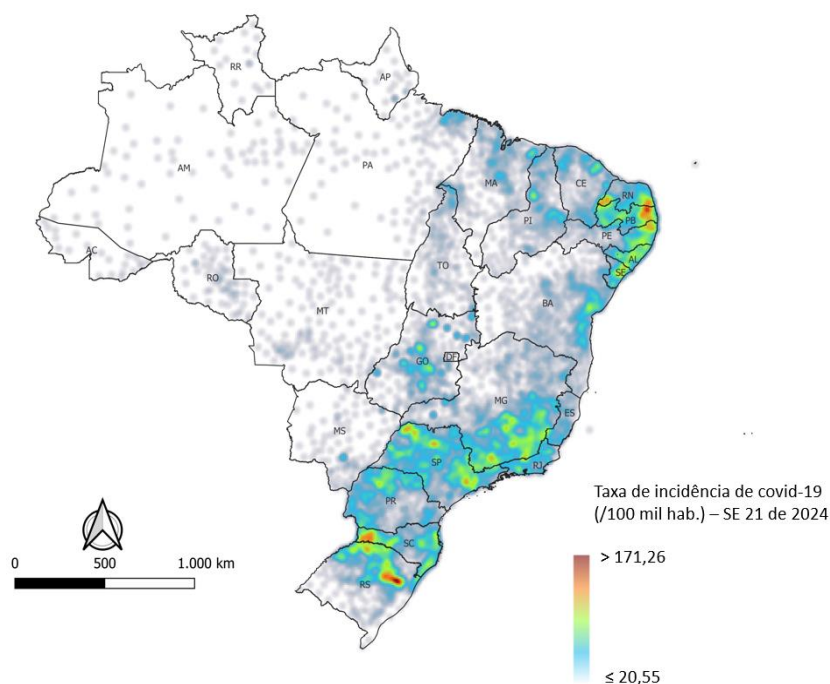 RR
AP
AM
PA
MA
CE
RN
PB
PI
PE
AL
SE
AC
RO
TO
BA
MT
GO
DF
MG
ES
MS
SP
RJ
PR
SC
RS
0 500 1.000 km
Taxa de incidência de covid-19
(/100 mil hab.) – SE 21 de 2024
> 171,26
≤ 20,55